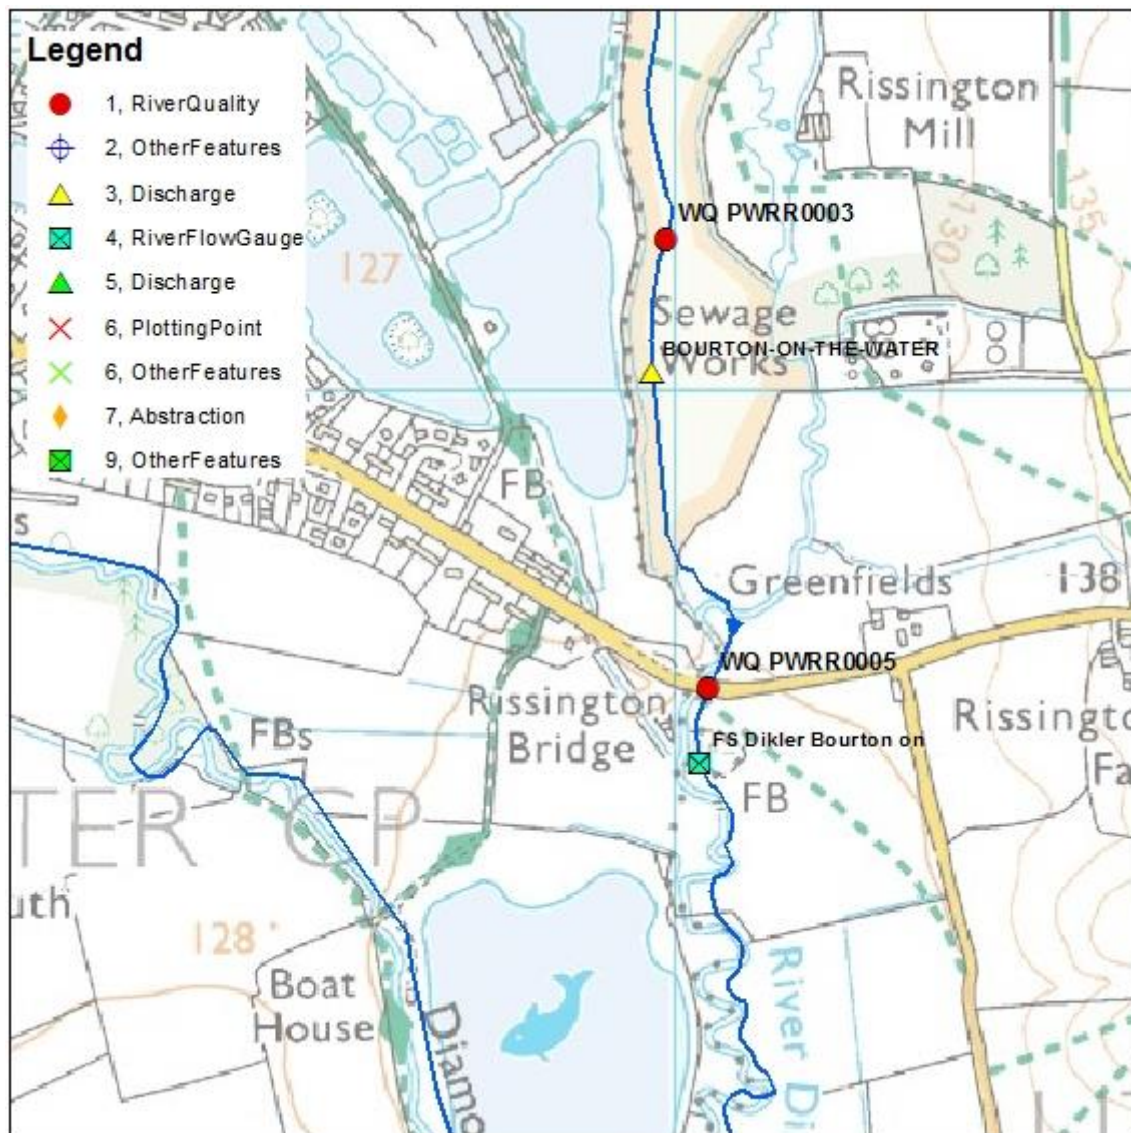 Legend
1, RiverQuality
2, OtherFeatures
3, Discharge
4, RiverFlowGauge
5, Discharge
6, PlottingPoint
6, OtherFeatures
7, Abstraction
9, OtherFeatures
Rissington
Mill
135
130
WQ PWRR0003
127
Sewage
BOURTON-ON-THE-WATER
Works
FB
s
Greenfields
138
WQ PWRR0005
Rissington
Bridge
Rissingto
FBs
FS Dikler Bourton on
Fa
FB
TER CP
uth
128
Boat
House
River Di
Diamo